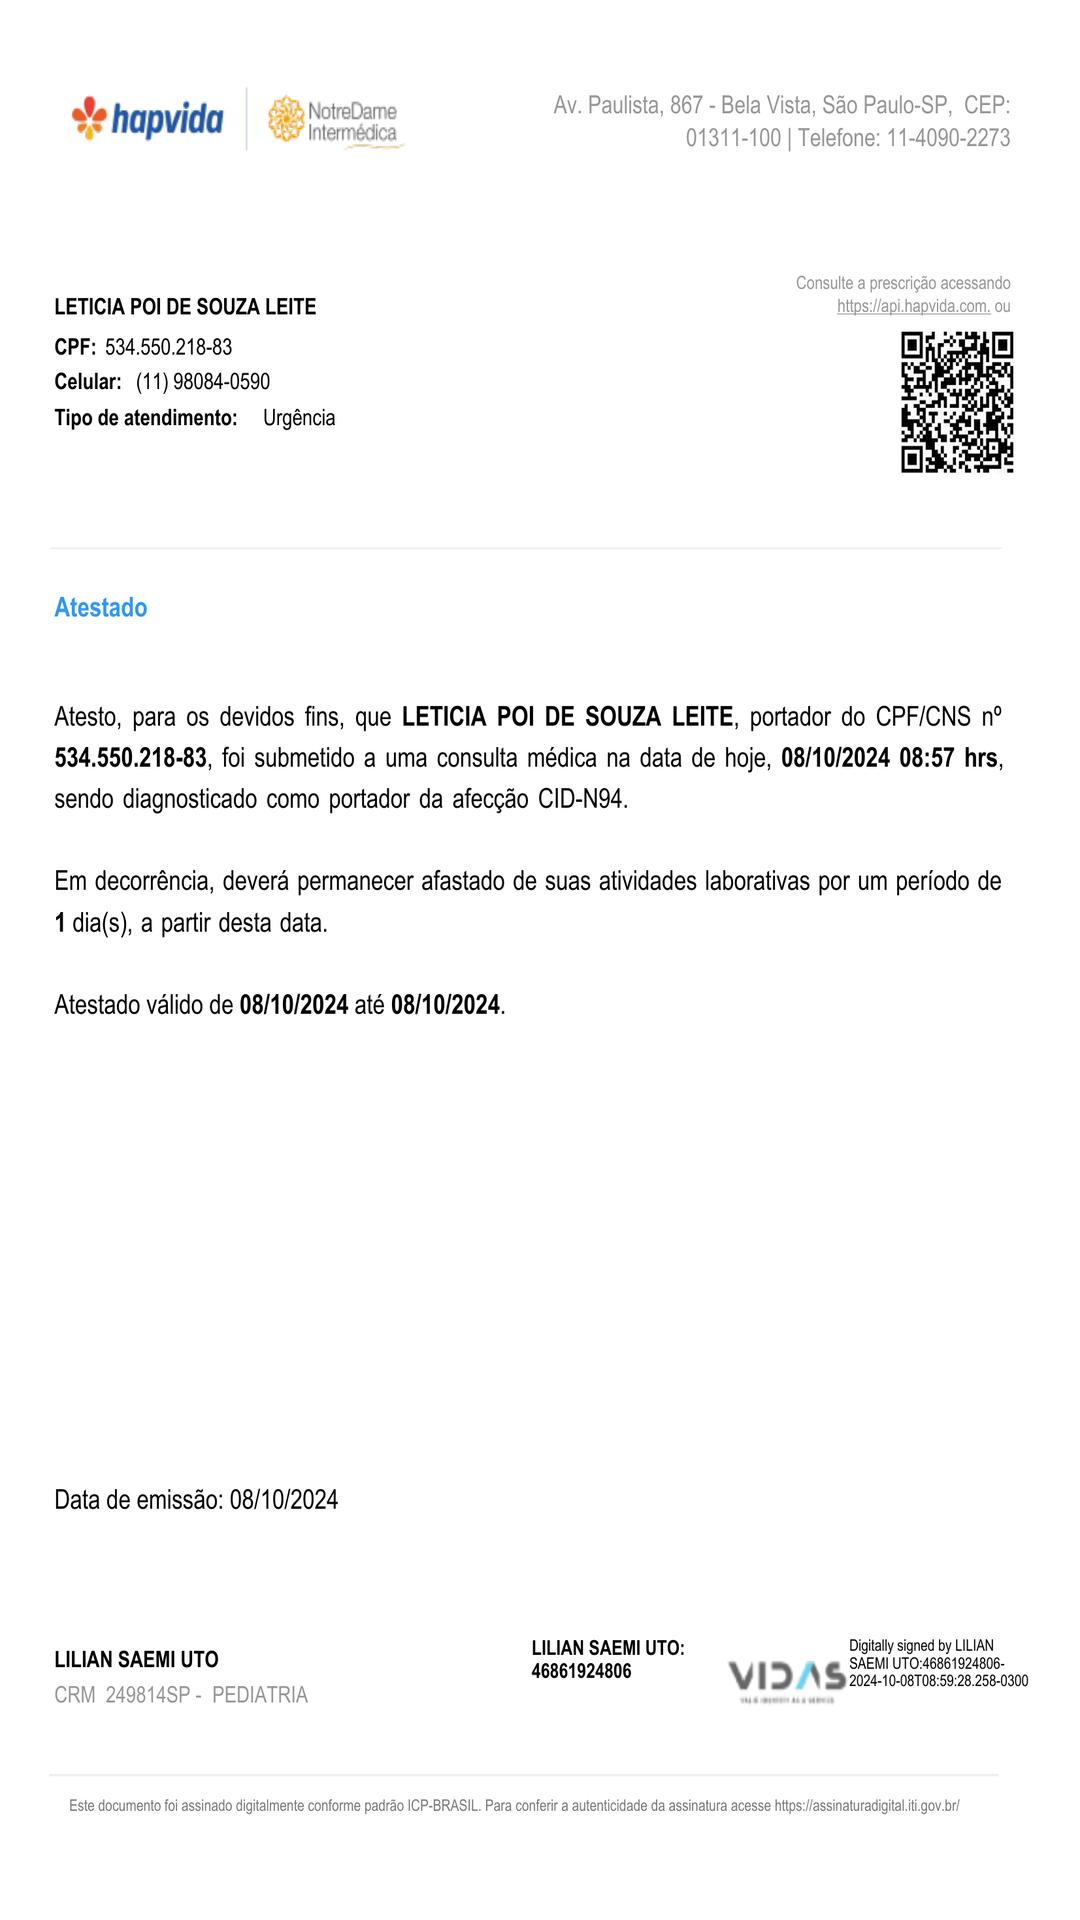 hapvida
NotreDame
Intermédica
Av. Paulista, 867 - Bela Vista, São Paulo-SP, CEP:
01311-100 | Telefone: 11-4090-2273
Consulte a prescrição acessando
https://api.hapvida.com. ou
LETICIA POI DE SOUZA LEITE
CPF: 534.550.218-83
Celular: (11) 98084-0590
Tipo de atendimento: Urgência
Atestado
Atesto, para os devidos fins, que LETICIA POI DE SOUZA LEITE, portador do CPF/CNS nº
534.550.218-83, foi submetido a uma consulta médica na data de hoje, 08/10/2024 08:57 hrs,
sendo diagnosticado como portador da afecção CID-N94.
Em decorrência, deverá permanecer afastado de suas atividades laborativas por um período de
1 dia(s), a partir desta data.
Atestado válido de 08/10/2024 até 08/10/2024.
Data de emissão: 08/10/2024
LILIAN SAEMI UTO
CRM 249814SP - PEDIATRIA
LILIAN SAEMI UTO:
46861924806
VIDAS
Digitally signed by LILIAN
SAEMI UTO:46861924806-
2024-10-08T08:59:28.258-0300
Este documento foi assinado digitalmente conforme padrão ICP-BRASIL. Para conferir a autenticidade da assinatura acesse https://assinaturadigital.iti.gov.br/